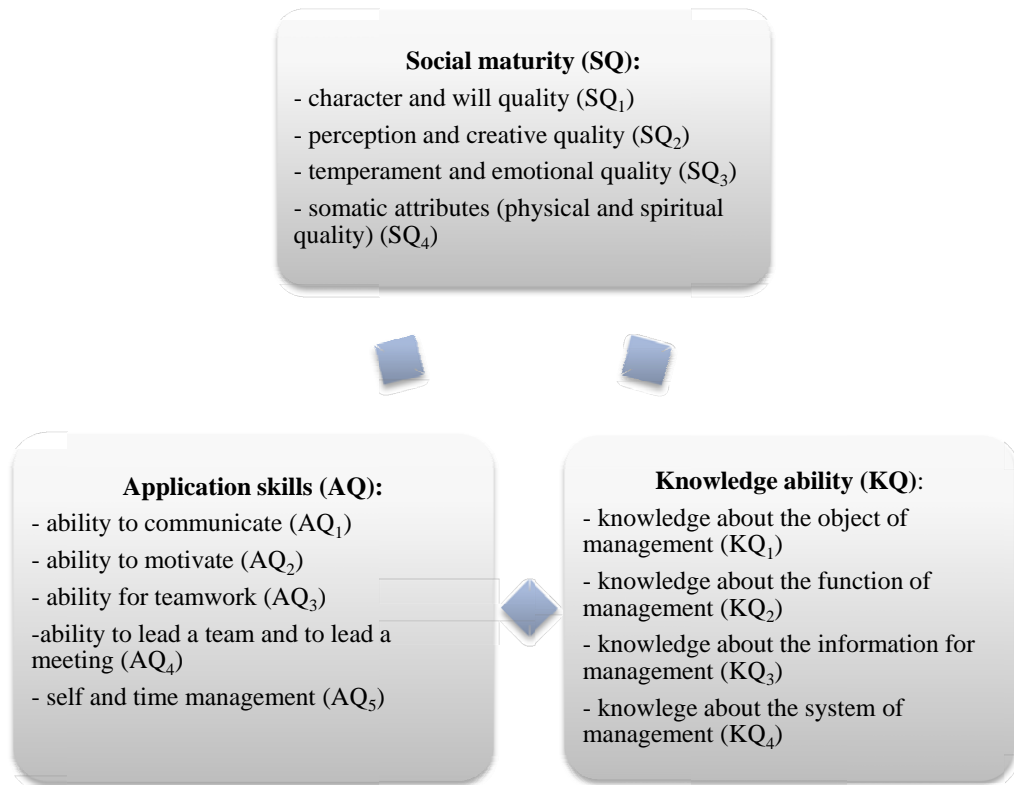 Social maturity (SQ):
- character and will quality (SQ₁)
- perception and creative quality (SQ₂)
- temperament and emotional quality (SQ₃)
- somatic attributes (physical and spiritual
quality) (SQ₄)
Application skills (AQ):
- ability to communicate (AQ₁)
- ability to motivate (AQ₂)
- ability for teamwork (AQ₃)
-ability to lead a team and to lead a
meeting (AQ₄)
- self and time management (AQ₅)
Knowledge ability (KQ):
- knowledge about the object of
management (KQ₁)
- knowledge about the function of
management (KQ₂)
- knowledge about the information for
management (KQ₃)
- knowlege about the system of
management (KQ₄)